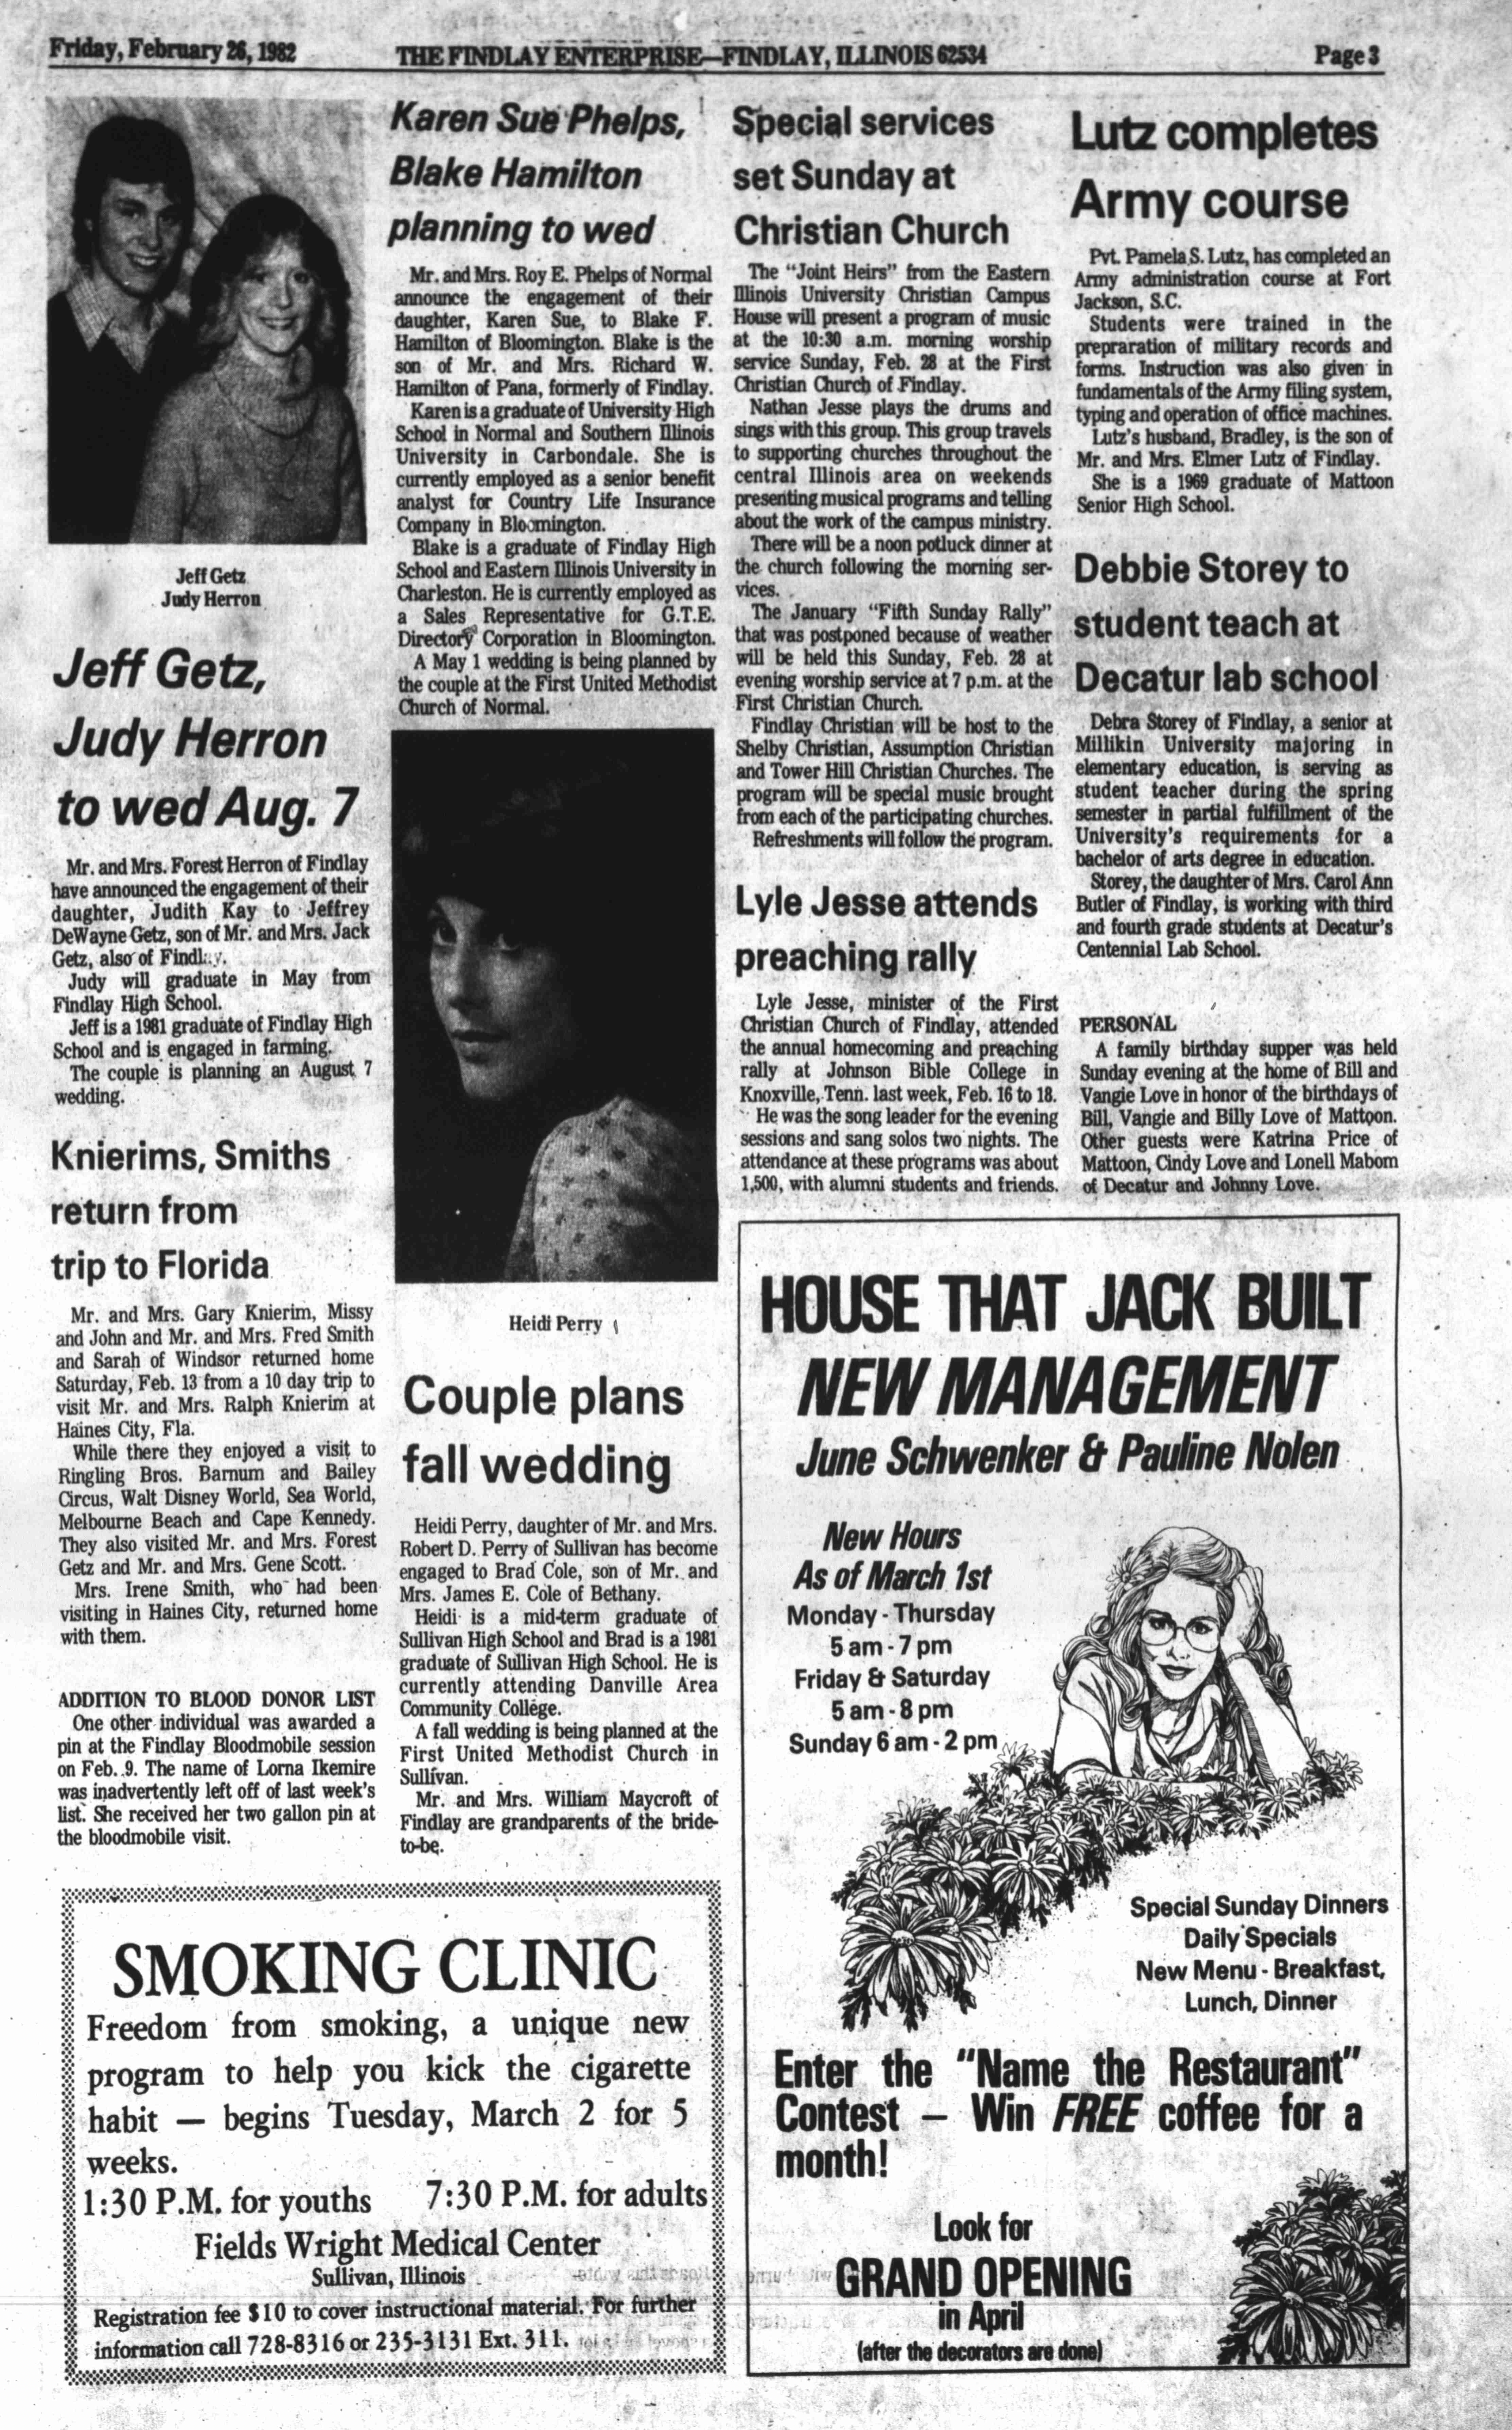 Friday, February 26, 1982
THE FINDLAY ENTERPRISE—FINDLAY, ILLINOIS 62534
Page 3
Jeff Getz
Judy Herron
Jeff Getz,
Judy Herron
to wed Aug. 7
Mr. and Mrs. Forest Herron of Findlay
have announced the engagement of their
daughter, Judith Kay to Jeffrey
DeWayne Getz, son of Mr. and Mrs. Jack
Getz, also of Findlay.
Judy will graduate in May from
Findlay High School.
Jeff is a 1981 graduate of Findlay High
School and is engaged in farming.
The couple is planning an August 7
wedding.
Knierims, Smiths
return from
trip to Florida
Mr. and Mrs. Gary Knierim, Missy
and John and Mr. and Mrs. Fred Smith
and Sarah of Windsor returned home
Saturday, Feb. 13 from a 10 day trip to
visit Mr. and Mrs. Ralph Knierim at
Haines City, Fla.
While there they enjoyed a visit to
Ringling Bros. Barnum and Bailey
Circus, Walt Disney World, Sea World,
Melbourne Beach and Cape Kennedy.
They also visited Mr. and Mrs. Forest
Getz and Mr. and Mrs. Gene Scott.
Mrs. Irene Smith, who had been
visiting in Haines City, returned home
with them.
ADDITION TO BLOOD DONOR LIST
One other individual was awarded a
pin at the Findlay Bloodmobile session
on Feb. 9. The name of Lorna Ikemire
was inadvertently left off of last week's
list. She received her two gallon pin at
the bloodmobile visit.
Karen Sue Phelps,
Blake Hamilton
planning to wed
Mr. and Mrs. Roy E. Phelps of Normal
announce the engagement of their
daughter, Karen Sue, to Blake F.
Hamilton of Bloomington. Blake is the
son of Mr. and Mrs. Richard W.
Hamilton of Pana, formerly of Findlay.
Karen is a graduate of University High
School in Normal and Southern Illinois
University in Carbondale. She is
currently employed as a senior benefit
analyst for Country Life Insurance
Company in Bloomington.
Blake is a graduate of Findlay High
School and Eastern Illinois University in
Charleston. He is currently employed as
a Sales Representative for G.T.E.
Directory Corporation in Bloomington.
A May 1 wedding is being planned by
the couple at the First United Methodist
Church of Normal.
Heidi Perry
Couple plans
fall wedding
Heidi Perry, daughter of Mr. and Mrs.
Robert D. Perry of Sullivan has become
engaged to Brad Cole, son of Mr. and
Mrs. James E. Cole of Bethany.
Heidi is a mid-term graduate of
Sullivan High School and Brad is a 1981
graduate of Sullivan High School. He is
currently attending Danville Area
Community College.
A fall wedding is being planned at the
First United Methodist Church in
Sullivan.
Mr. and Mrs. William Maycroft of
Findlay are grandparents of the bride-
to-be.
Special services
set Sunday at
Christian Church
The "Joint Heirs" from the Eastern
Illinois University Christian Campus
House will present a program of music
at the 10:30 a.m. morning worship
service Sunday, Feb. 28 at the First
Christian Church of Findlay.
Nathan Jesse plays the drums and
sings with this group. This group travels
to supporting churches throughout the
central Illinois area on weekends
presenting musical programs and telling
about the work of the campus ministry.
There will be a noon potluck dinner at
the church following the morning ser-
vices.
The January "Fifth Sunday Rally"
that was postponed because of weather
will be held this Sunday, Feb. 28 at
evening worship service at 7 p.m. at the
First Christian Church.
Findlay Christian will be host to the
Shelby Christian, Assumption Christian
and Tower Hill Christian Churches. The
program will be special music brought
from each of the participating churches.
Refreshments will follow the program.
Lyle Jesse attends
preaching rally
Lyle Jesse, minister of the First
Christian Church of Findlay, attended
the annual homecoming and preaching
rally at Johnson Bible College in
Knoxville, Tenn. last week, Feb. 16 to 18.
He was the song leader for the evening
sessions and sang solos two nights. The
attendance at these programs was about
1,500, with alumni students and friends.
Lutz completes
Army course
Pvt. Pamela S. Lutz, has completed an
Army administration course at Fort
Jackson, S.C.
Students were trained in the
prepraration of military records and
forms. Instruction was also given in
fundamentals of the Army filing system,
typing and operation of office machines.
Lutz's husband, Bradley, is the son of
Mr. and Mrs. Elmer Lutz of Findlay.
She is a 1969 graduate of Mattoon
Senior High School.
Debbie Storey to
student teach at
Decatur lab school
Debra Storey of Findlay, a senior at
Millikin University majoring in
elementary education, is serving as
student teacher during the spring
semester in partial fulfillment of the
University's requirements for a
bachelor of arts degree in education.
Storey, the daughter of Mrs. Carol Ann
Butler of Findlay, is working with third
and fourth grade students at Decatur's
Centennial Lab School.
PERSONAL
A family birthday supper was held
Sunday evening at the home of Bill and
Vangie Love in honor of the birthdays of
Bill, Vangie and Billy Love of Mattoon.
Other guests were Katrina Price of
Mattoon, Cindy Love and Lonell Mabom
of Decatur and Johnny Love.
SMOKING CLINIC
Freedom from smoking, a unique new
program to help you kick the cigarette
habit — begins Tuesday, March 2 for 5
weeks.
1:30 P.M. for youths 7:30 P.M. for adults
Fields Wright Medical Center
Sullivan, Illinois
Registration fee $10 to cover instructional material. For further
information call 728-8316 or 235-3131 Ext. 311.
HOUSE THAT JACK BUILT
NEW MANAGEMENT
June Schwenker & Pauline Nolen
New Hours
As of March 1st
Monday - Thursday
5 am - 7 pm
Friday & Saturday
5 am - 8 pm
Sunday 6 am - 2 pm
Special Sunday Dinners
Daily Specials
New Menu - Breakfast,
Lunch, Dinner
Enter the "Name the Restaurant"
Contest – Win FREE coffee for a
month!
Look for
GRAND OPENING
in April
(after the decorators are done)